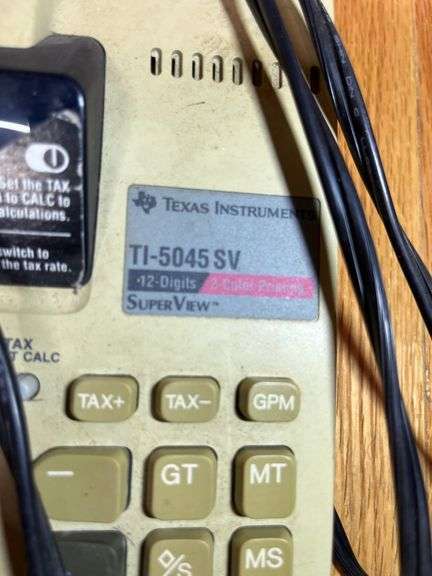 Set the TAX
to CALC to
alculations.
switch to
the tax rate.
TEXAS INSTRUMENTS
TI-5045 SV
12-Digits 2-Color Printing
SUPERVIEW™
TAX
T CALC
TAX+ TAX− GPM
− GT MT
◊/S MS